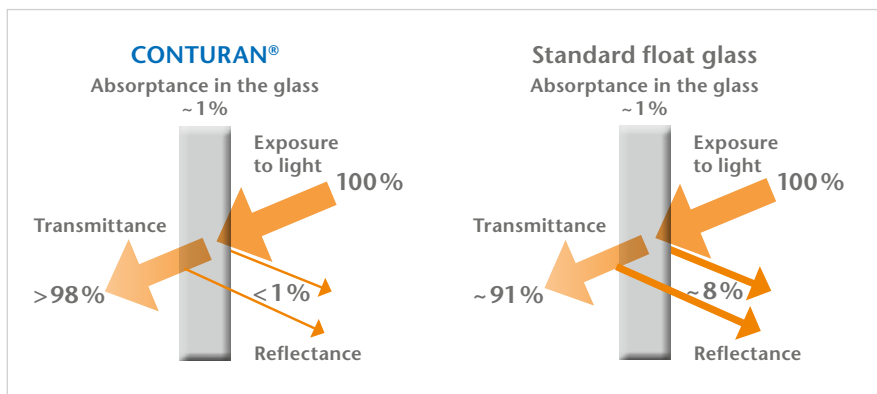 CONTURAN®
Absorptance in the glass
~1%
Exposure
to light
100%
Transmittance
>98%
<1%
Reflectance
Standard float glass
Absorptance in the glass
~1%
Exposure
to light
100%
Transmittance
~91%
~8%
Reflectance